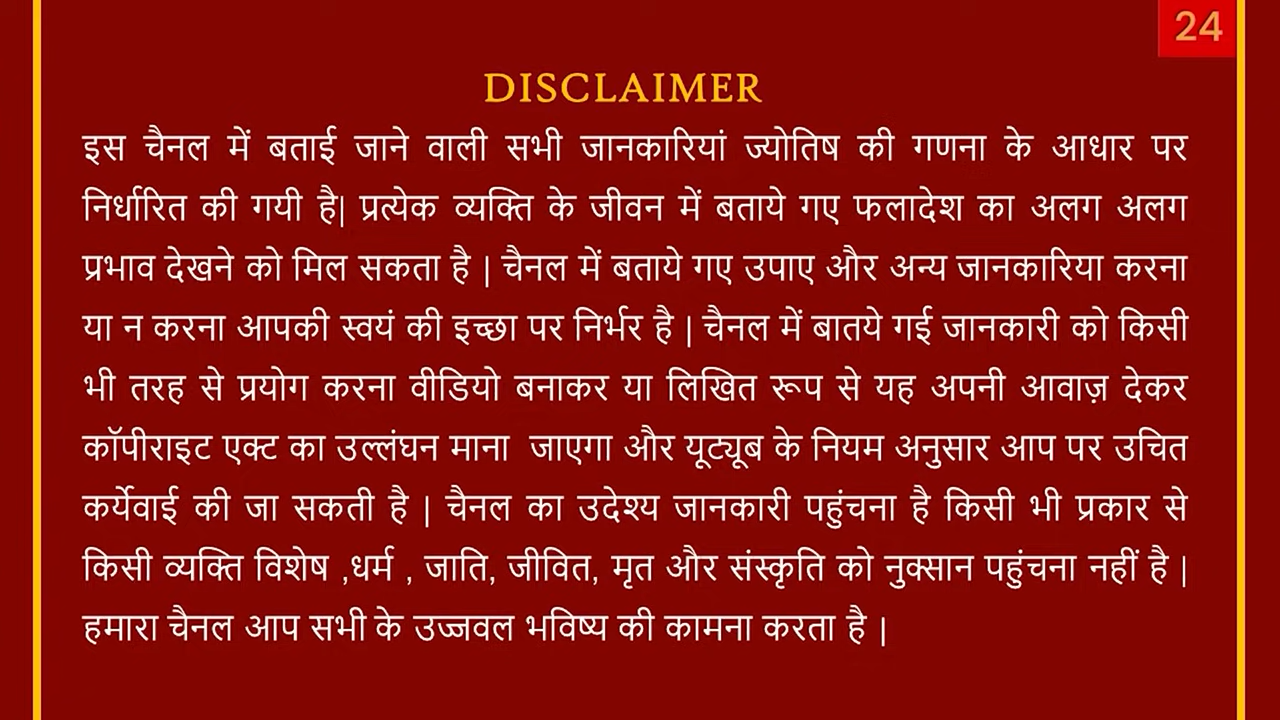 24
DISCLAIMER
इस चैनल में बताई जाने वाली सभी जानकारियां ज्योतिष की गणना के आधार पर
निर्धारित की गयी है| प्रत्येक व्यक्ति के जीवन में बताये गए फलादेश का अलग अलग
प्रभाव देखने को मिल सकता है | चैनल में बताये गए उपाए और अन्य जानकारिया करना
या न करना आपकी स्वयं की इच्छा पर निर्भर है | चैनल में बातये गई जानकारी को किसी
भी तरह से प्रयोग करना वीडियो बनाकर या लिखित रूप से यह अपनी आवाज़ देकर
कॉपीराइट एक्ट का उल्लंघन माना जाएगा और यूट्यूब के नियम अनुसार आप पर उचित
कर्येवाई की जा सकती है | चैनल का उदेश्य जानकारी पहुंचना है किसी भी प्रकार से
किसी व्यक्ति विशेष ,धर्म , जाति, जीवित, मृत और संस्कृति को नुक्सान पहुंचना नहीं है |
हमारा चैनल आप सभी के उज्जवल भविष्य की कामना करता है |